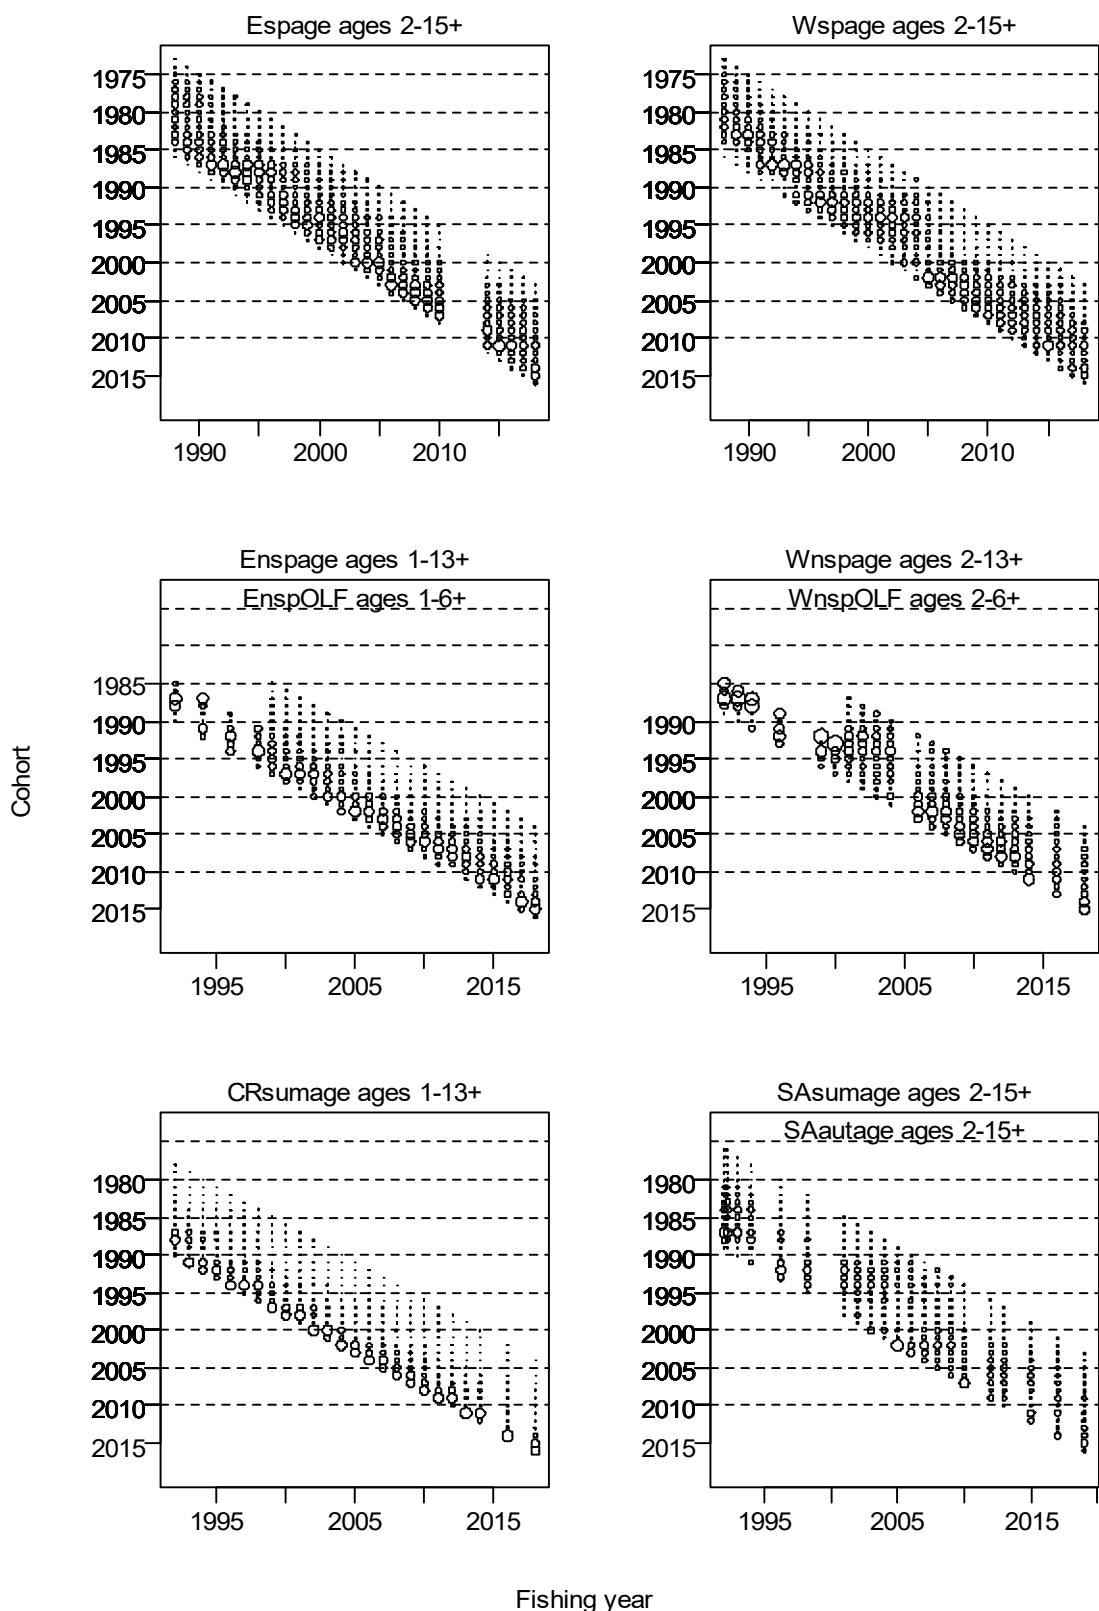 Espage ages 2-15+
1975
1980
1985
1990
1995
2000
2005
2010
2015
1990 2000 2010
Wspage ages 2-15+
1975
1980
1985
1990
1995
2000
2005
2010
2015
1990 2000 2010
Enspage ages 1-13+
EnspOLF ages 1-6+
1985
1990
1995
2000
2005
2010
2015
1995 2005 2015
Wnspage ages 2-13+
WnspOLF ages 2-6+
1990
1995
2000
2005
2010
2015
1995 2005 2015
CRsumage ages 1-13+
1980
1985
1990
1995
2000
2005
2010
2015
1995 2005 2015
SAsumage ages 2-15+
SAautage ages 2-15+
1980
1985
1990
1995
2000
2005
2010
2015
1995 2005 2015
Cohort
Fishing year